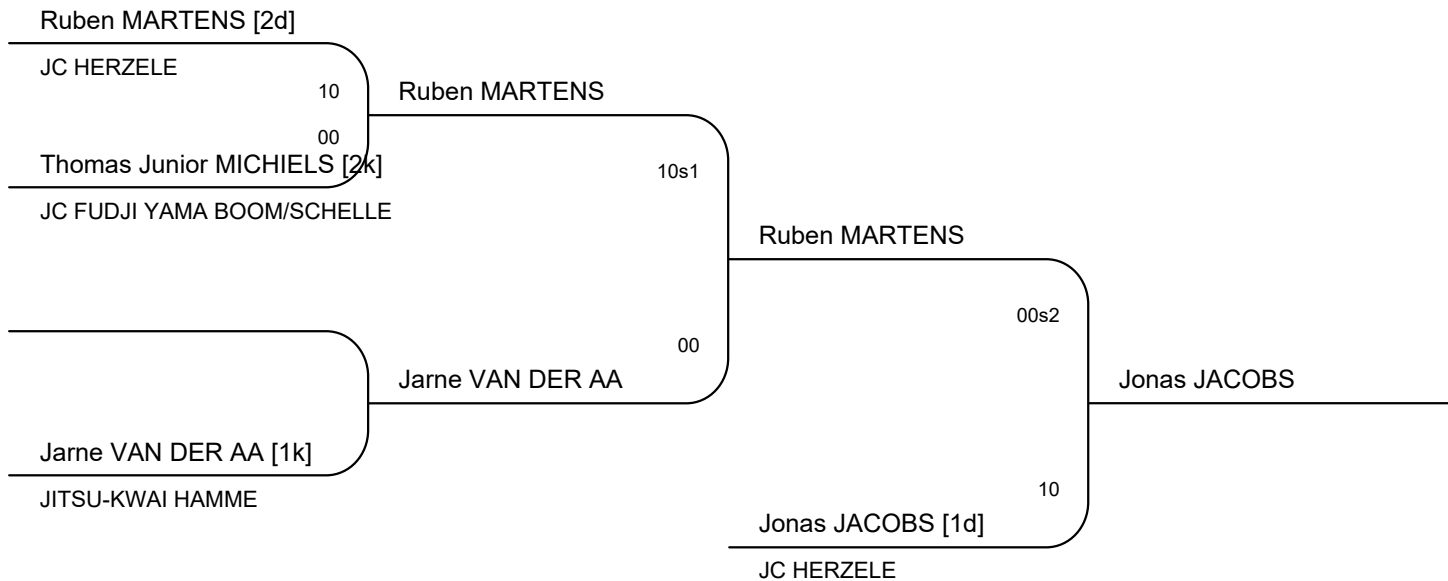 Ruben MARTENS [2d]
JC HERZELE
10
Ruben MARTENS
00
Thomas Junior MICHIELS [2k]
10s1
JC FUDJI YAMA BOOM/SCHELLE
Ruben MARTENS
00s2
00
Jarne VAN DER AA
Jonas JACOBS
Jarne VAN DER AA [1k]
JITSU-KWAI HAMME
10
Jonas JACOBS [1d]
JC HERZELE